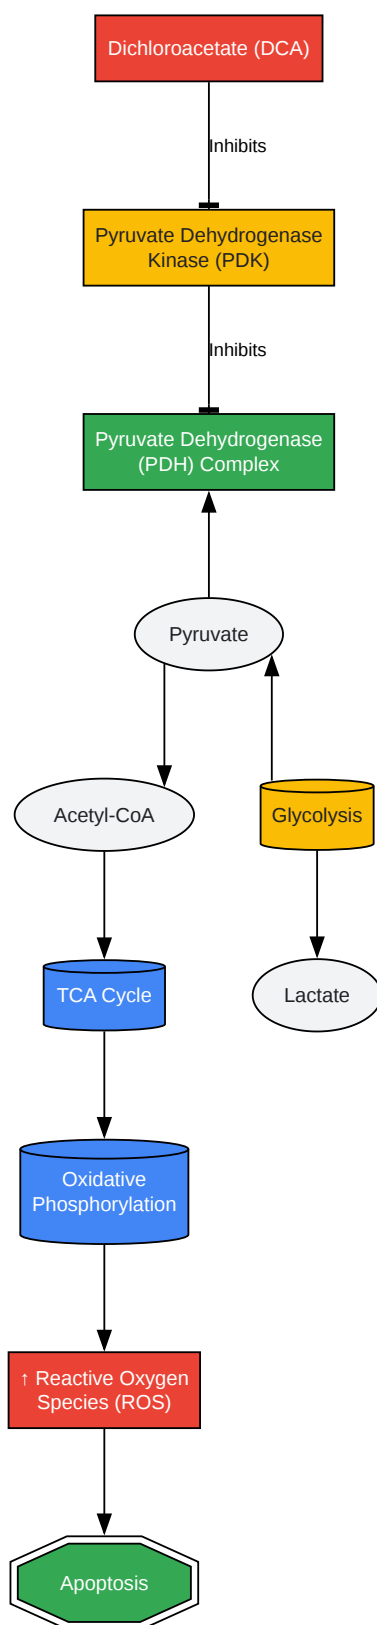 Dichloroacetate (DCA)
Inhibits
Pyruvate Dehydrogenase
Kinase (PDK)
Inhibits
Pyruvate Dehydrogenase
(PDH) Complex
Pyruvate
Acetyl-CoA
Glycolysis
TCA Cycle
Lactate
Oxidative
Phosphorylation
↑ Reactive Oxygen
Species (ROS)
Apoptosis